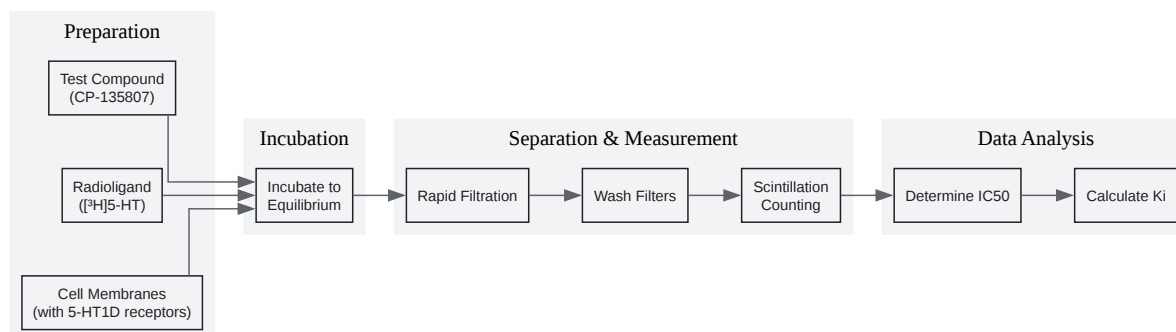 Preparation
Test Compound
(CP-135807)
Radioligand
([³H]5-HT)
Cell Membranes
(with 5-HT1D receptors)
Incubation
Incubate to
Equilibrium
Separation & Measurement
Rapid Filtration
Wash Filters
Scintillation
Counting
Data Analysis
Determine IC50
Calculate Ki